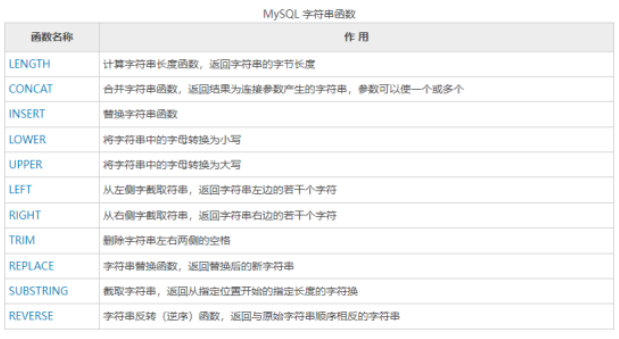 MySQL 字符串函数
函数名称 作 用
LENGTH 计算字符串长度函数，返回字符串的字节长度
CONCAT 合并字符串函数，返回结果为连接参数产生的字符串，参数可以使一个或多个
INSERT 替换字符串函数
LOWER 将字符串中的字母转换为小写
UPPER 将字符串中的字母转换为大写
LEFT 从左侧字截取符串，返回字符串左边的若干个字符
RIGHT 从右侧字截取符串，返回字符串右边的若干个字符
TRIM 删除字符串左右两侧的空格
REPLACE 字符串替换函数，返回替换后的新字符串
SUBSTRING 截取字符串，返回从指定位置开始的指定长度的字符换
REVERSE 字符串反转（逆序）函数，返回与原始字符串顺序相反的字符串